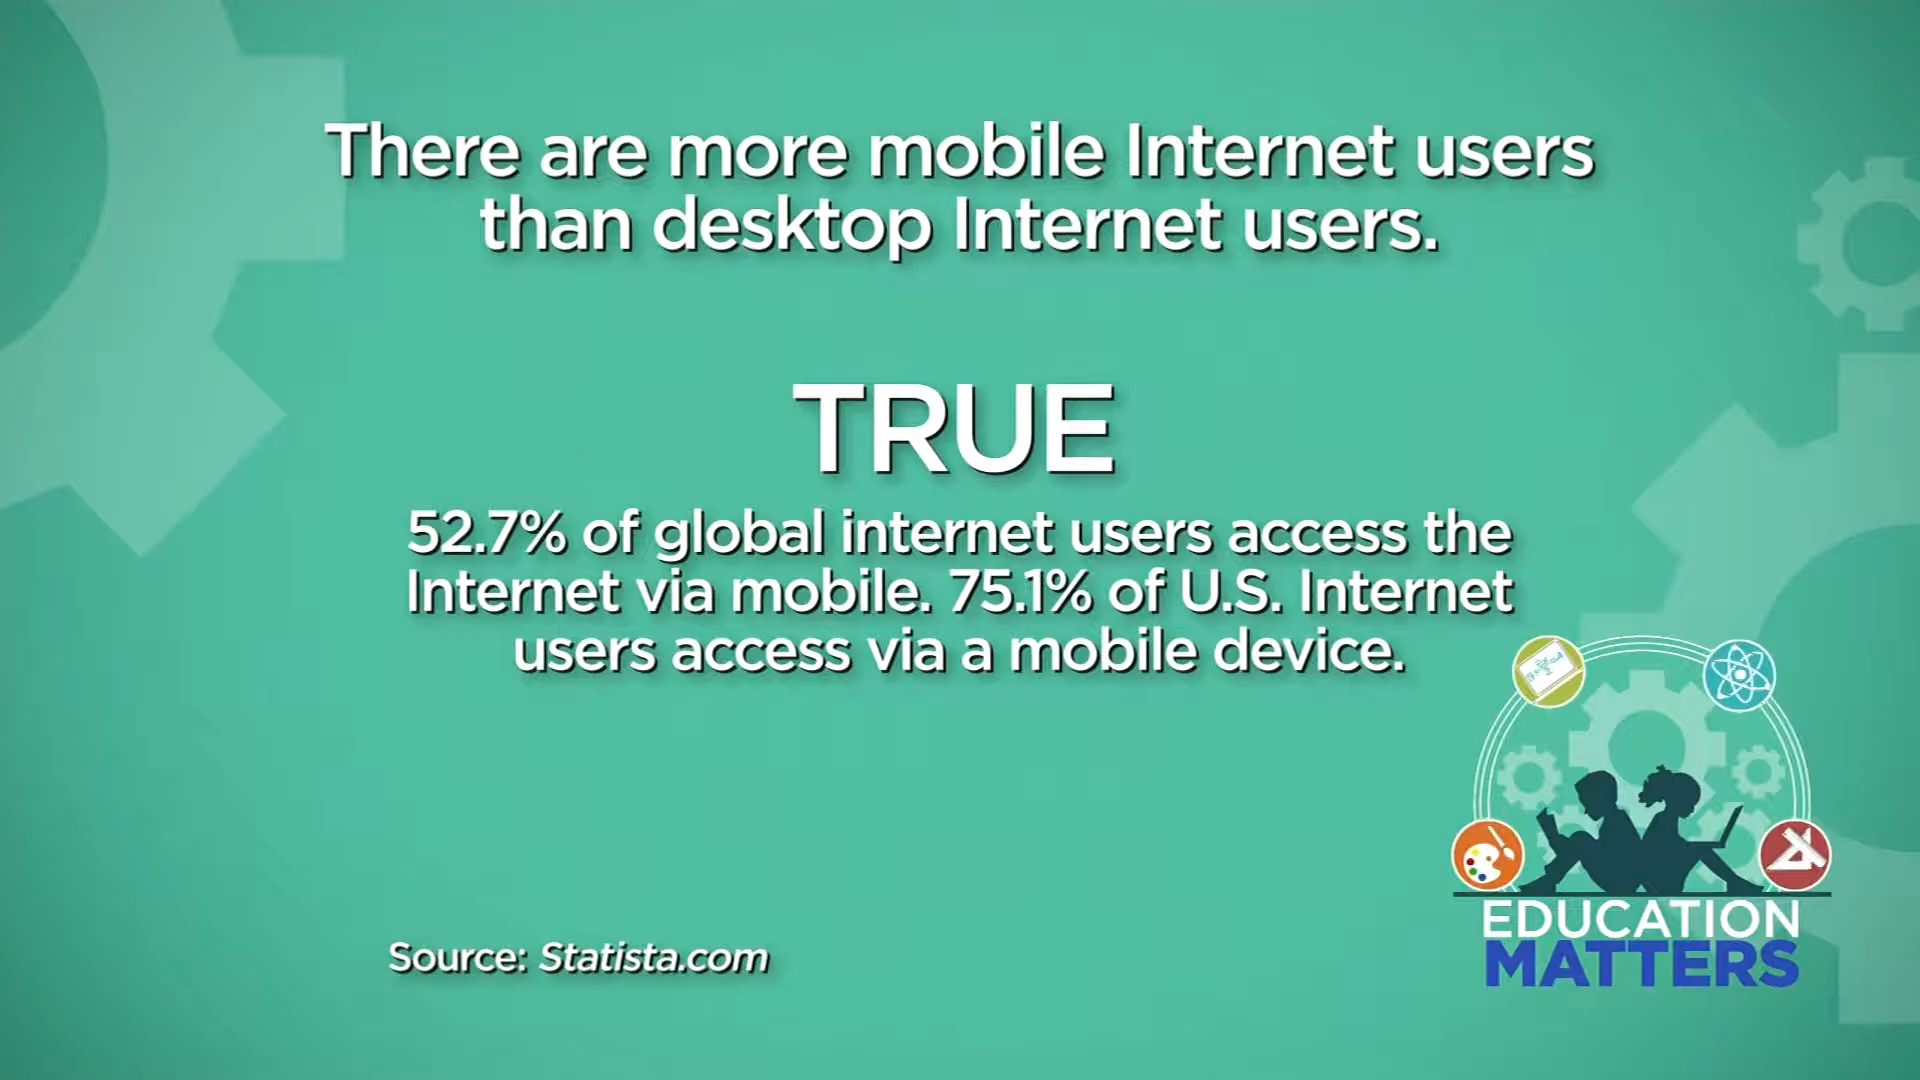 There are more mobile Internet users
than desktop Internet users.
TRUE
52.7% of global internet users access the
Internet via mobile. 75.1% of U.S. Internet
users access via a mobile device.
Source: Statista.com
EDUCATION
MATTERS